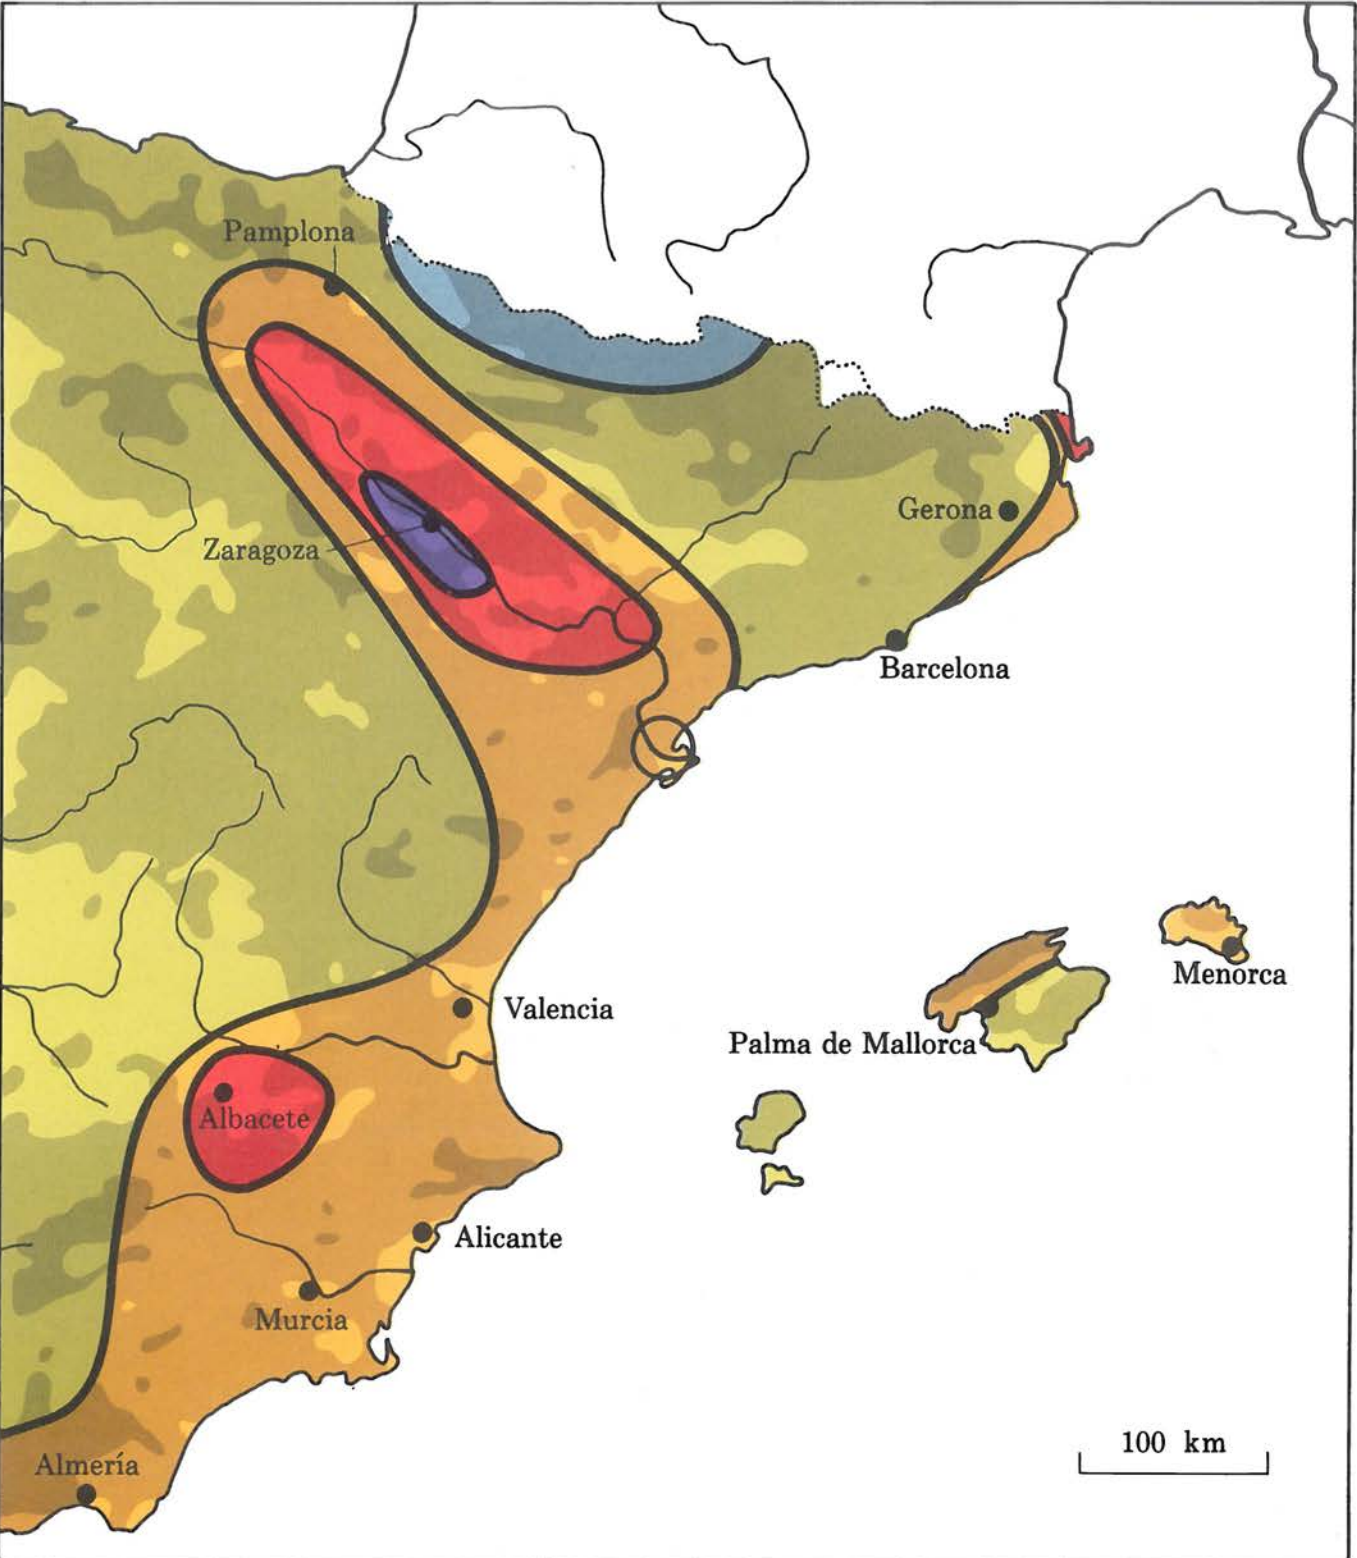 Pamplona
Gerona
Zaragoza
Barcelona
Menorca
Valencia
Palma de Mallorca
Albacete
Alicante
Murcia
100 km
Almería